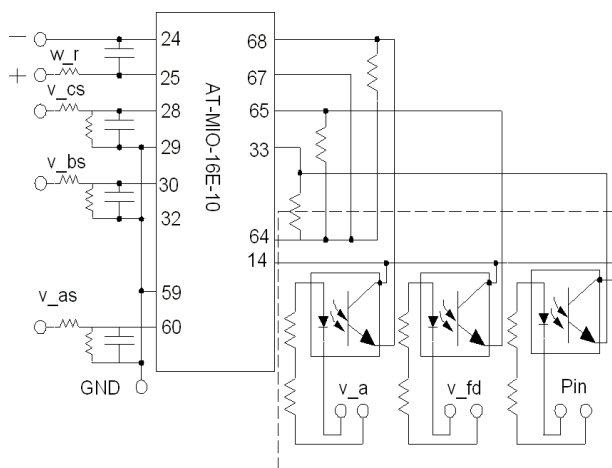 −
24
68
w_r
+
25
67
v_cs
28
65
29
33
v_bs
30
32
AT-MIO-16E-10
64
14
59
v_as
60
GND
v_a
v_fd
Pin